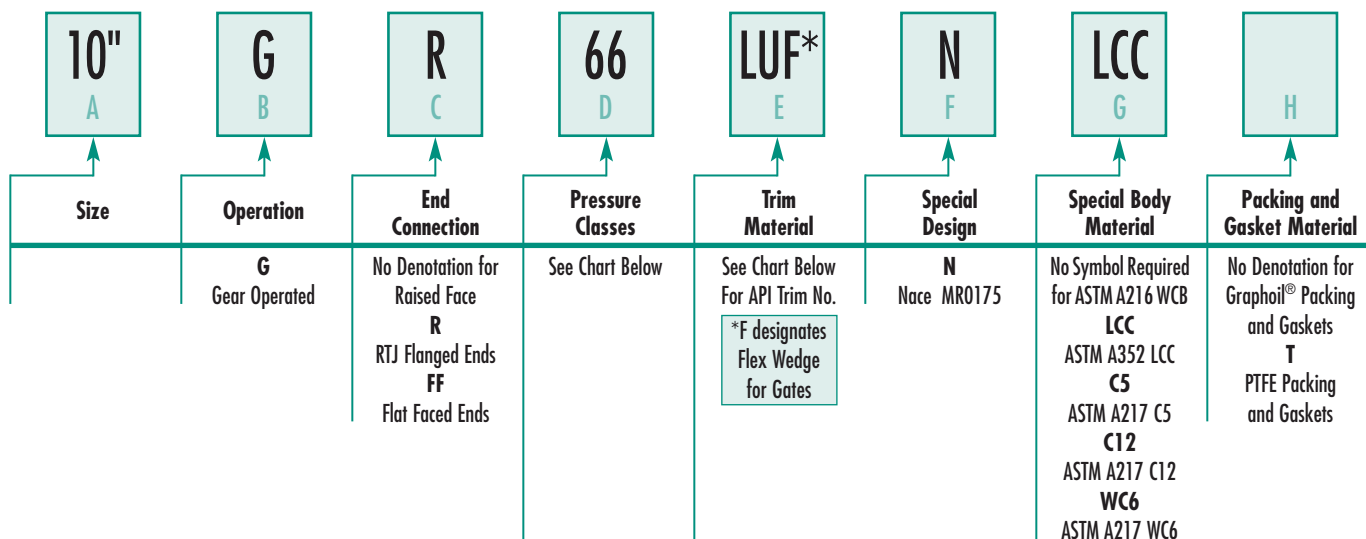 10"
A
G
B
R
C
66
D
LUF*
E
N
F
LCC
G
H
Size
Operation
End
Connection
Pressure
Classes
Trim
Material
Special
Design
Special Body
Material
Packing and
Gasket Material
G
Gear Operated
No Denotation for
Raised Face
R
RTJ Flanged Ends
FF
Flat Faced Ends
See Chart Below
See Chart Below
For API Trim No.
*F designates
Flex Wedge
for Gates
N
Nace MR0175
No Symbol Required
for ASTM A216 WCB
LCC
ASTM A352 LCC
C5
ASTM A217 C5
C12
ASTM A217 C12
WC6
ASTM A217 WC6
No Denotation for
Graphoil® Packing
and Gaskets
T
PTFE Packing
and Gaskets